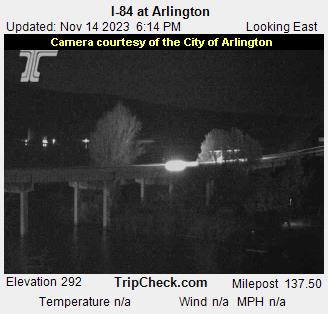 I-84 at Arlington
Updated: Nov 14 2023 6:14 PM Looking East
Camera courtesy of the City of Arlington
Elevation 292 TripCheck.com Milepost 137.50
Temperature n/a Wind n/a MPH n/a